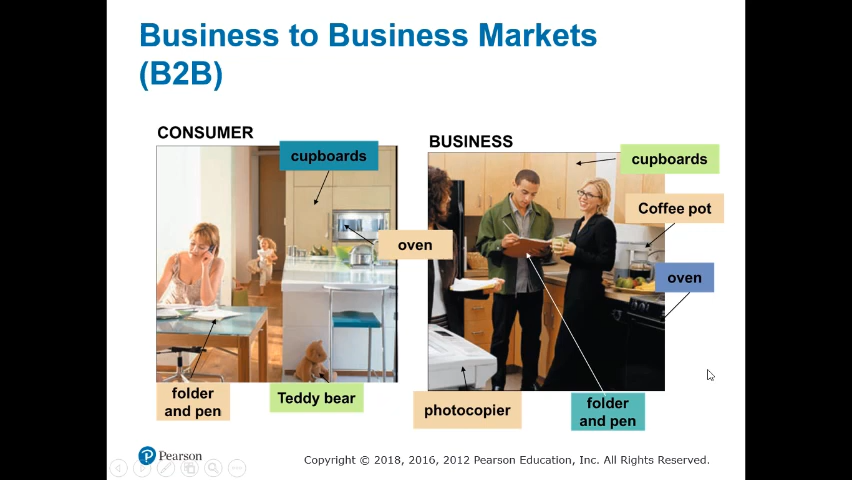 Business to Business Markets
(B2B)
CONSUMER
cupboards
oven
folder
and pen
Teddy bear
BUSINESS
cupboards
Coffee pot
oven
photocopier
folder
and pen
Pearson
Copyright © 2018, 2016, 2012 Pearson Education, Inc. All Rights Reserved.